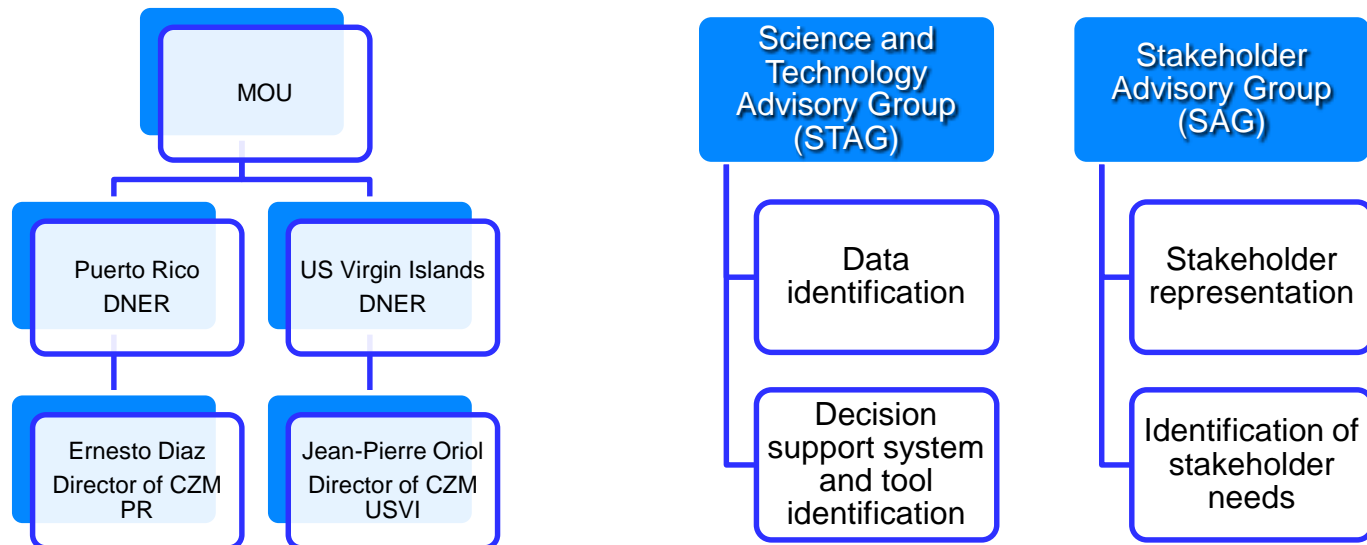 MOU
Puerto Rico
DNER
US Virgin Islands
DNER
Ernesto Diaz
Director of CZM
PR
Jean-Pierre Oriol
Director of CZM
USVI
Science and
Technology
Advisory Group
(STAG)
Data
identification
Decision
support system
and tool
identification
Stakeholder
Advisory Group
(SAG)
Stakeholder
representation
Identification of
stakeholder
needs